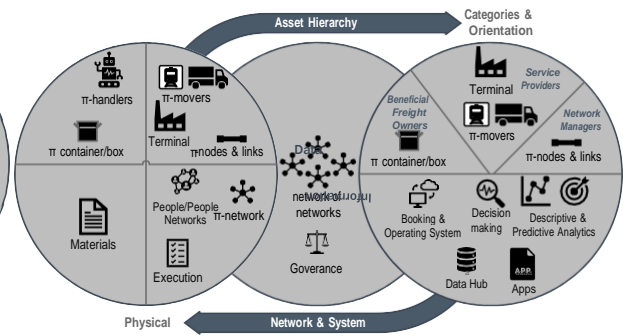 Asset Hierarchy
Categories &
Orientation
π-handlers
π container/box
π-movers
Terminal
π-nodes & links
Materials
People/People
Networks
π-network
Execution
Data
Information
network of
networks
Goverance
Beneficial
Freight
Owners
π container/box
Terminal
π-movers
Service
Providers
Network
Managers
π-nodes & links
Booking &
Operating System
Decision
making
Descriptive &
Predictive Analytics
Data Hub
APP.
Apps
Physical
Network & System